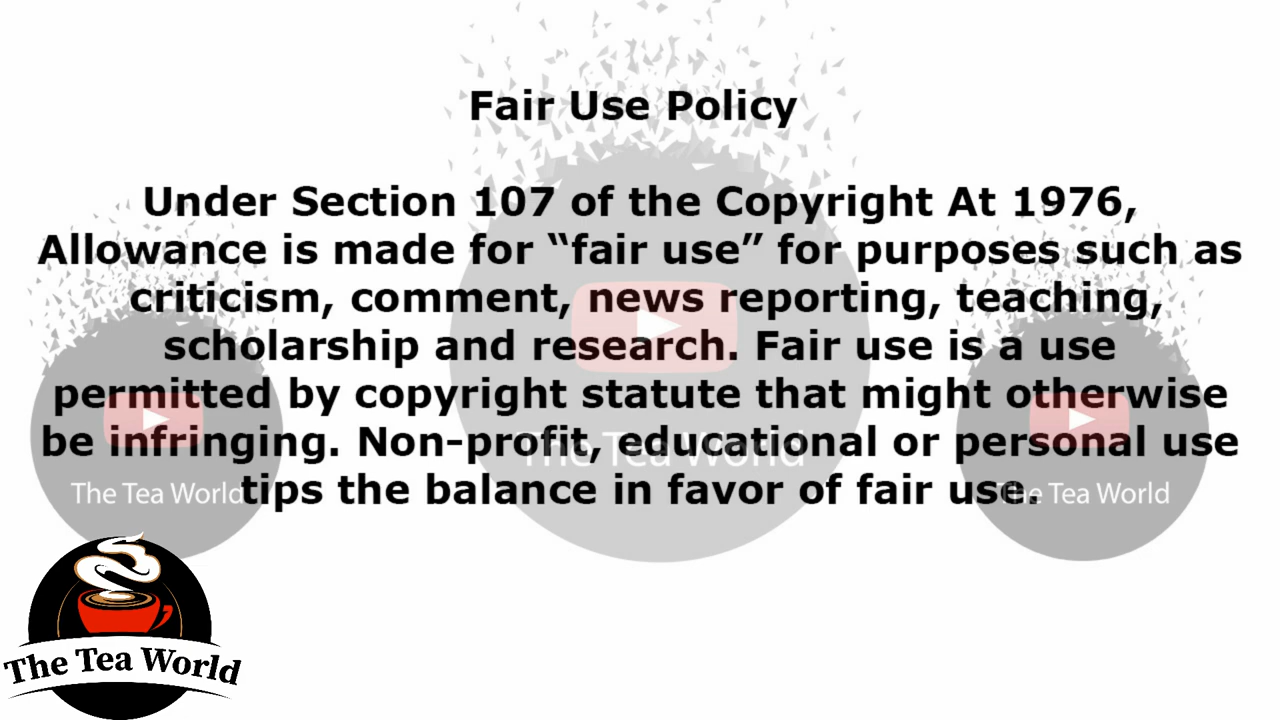 Fair Use Policy
Under Section 107 of the Copyright At 1976,
Allowance is made for “fair use” for purposes such as
criticism, comment, news reporting, teaching,
scholarship and research. Fair use is a use
permitted by copyright statute that might otherwise
be infringing. Non-profit, educational or personal use
The Tea World
tips the balance in favor of fair use.
The Tea World
The Tea World
The Tea World